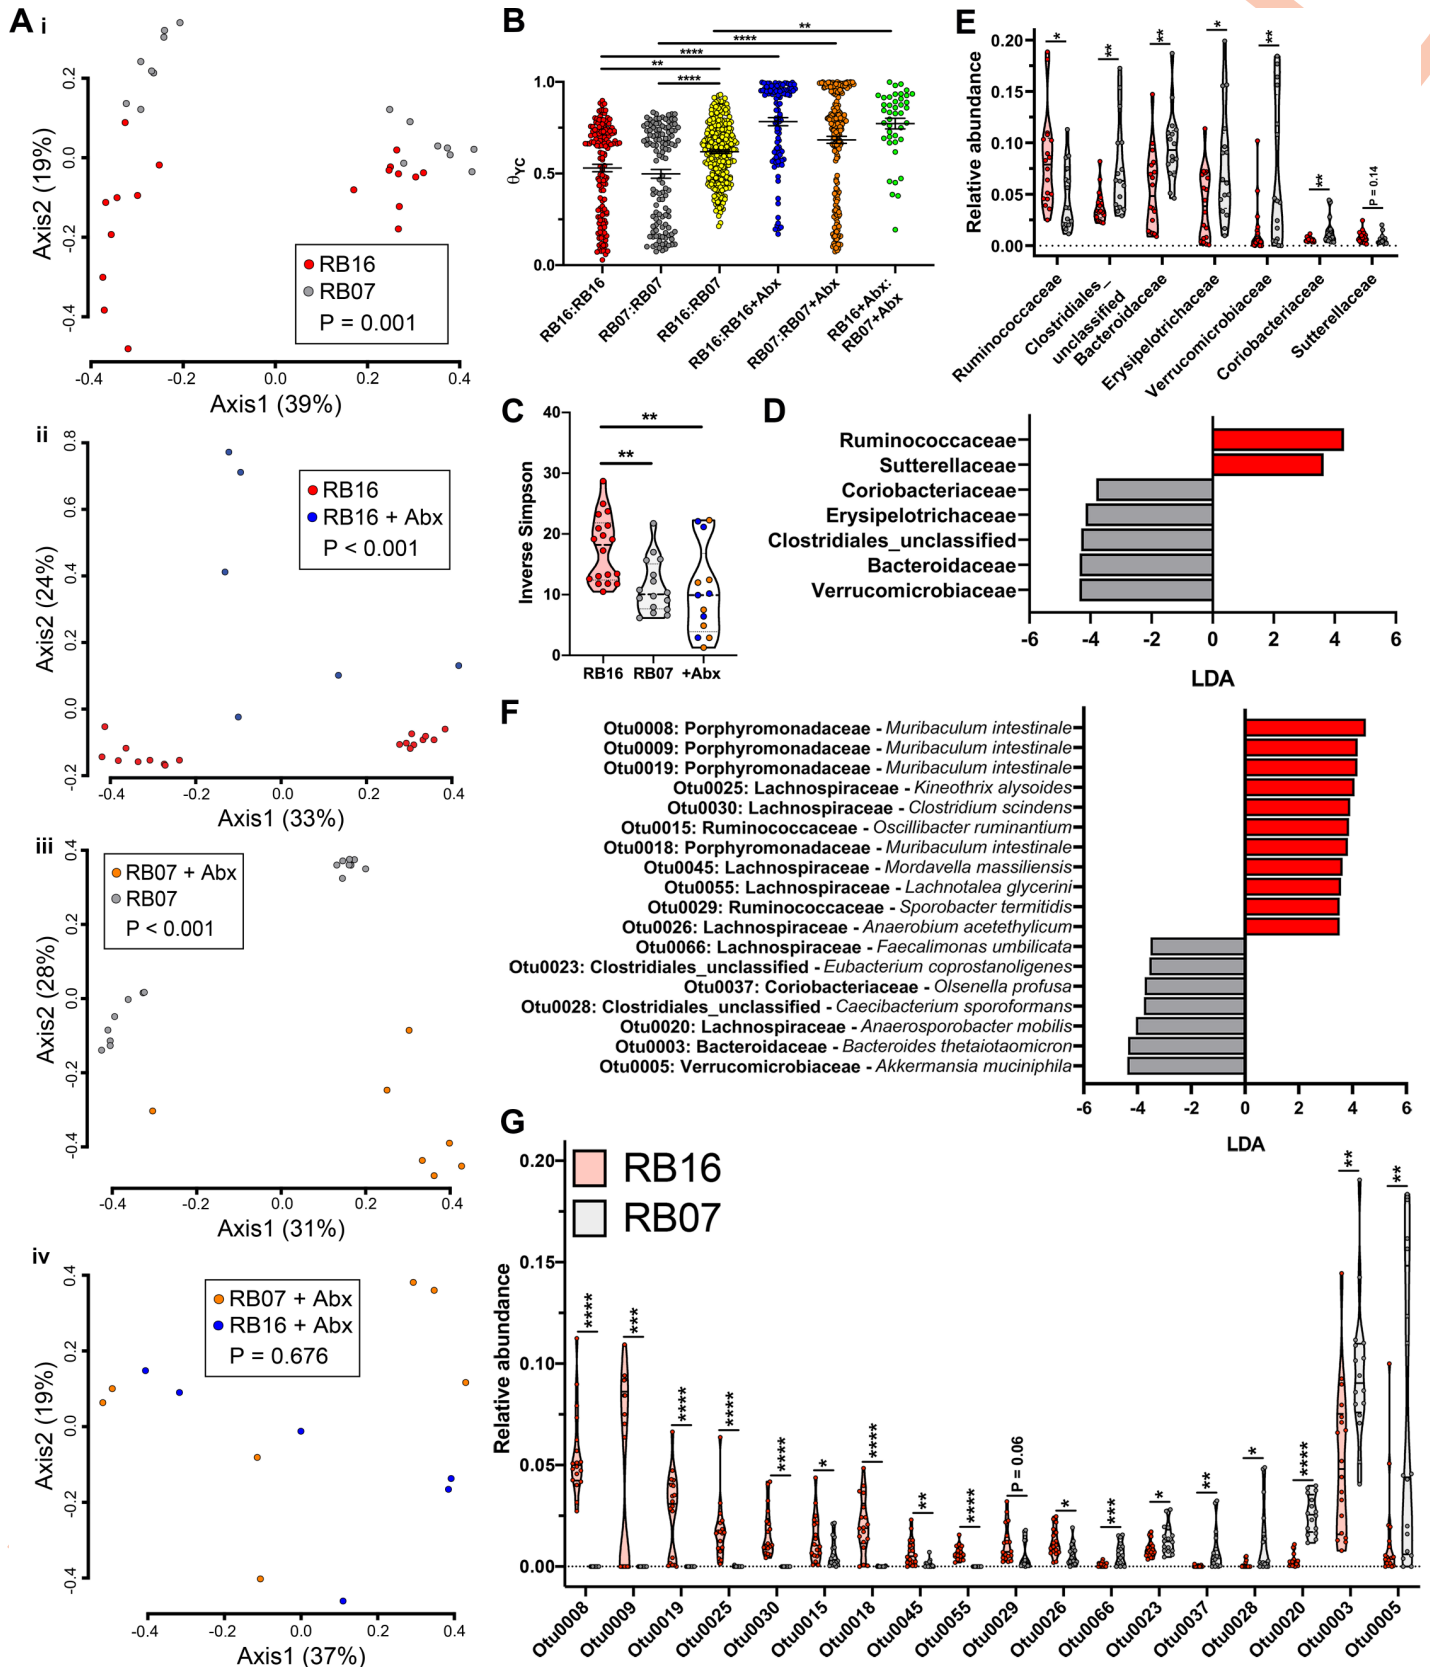 A i
0.2
0.0
-0.2
-0.4
Axis2 (19%)
RB16
RB07
P = 0.001
-0.4 -0.2 0.0 0.2 0.4
Axis1 (39%)
ii
0.8
0.6
0.4
0.2
0.0
-0.2
Axis2 (24%)
RB16
RB16 + Abx
P < 0.001
-0.4 -0.2 0.0 0.2 0.4
Axis1 (33%)
iii
0.4
0.2
0.0
-0.2
-0.4
Axis2 (28%)
RB07 + Abx
RB07
P < 0.001
-0.4 -0.2 0.0 0.2 0.4
Axis1 (31%)
iv
0.4
0.2
0.0
-0.2
-0.4
Axis2 (19%)
RB07 + Abx
RB16 + Abx
P = 0.676
-0.4 -0.2 0.0 0.2 0.4
Axis1 (37%)
B
**
****
****
**
****
1.0
0.5
0.0
θYC
RB16:RB16
RB07:RB07
RB16:RB07
RB16:RB16+Abx
RB07:RB07+Abx
RB16+Abx:
RB07+Abx
C
**
**
40
30
20
10
0
Inverse Simpson
RB16 RB07 +Abx
D
Ruminococcaceae
Sutterellaceae
Coriobacteriaceae
Erysipelotrichaceae
Clostridiales_unclassified
Bacteroidaceae
Verrucomicrobiaceae
-6 -4 -2 0 2 4 6
LDA
E
* ** ** * ** ** P = 0.14
0.20
0.15
0.10
0.05
0.00
Relative abundance
Ruminococcaceae
Clostridiales_
unclassified
Bacteroidaceae
Erysipelotrichaceae
Verrucomicrobiaceae
Coriobacteriaceae
Sutterellaceae
F
Otu0008: Porphyromonadaceae - Muribaculum intestinale
Otu0009: Porphyromonadaceae - Muribaculum intestinale
Otu0019: Porphyromonadaceae - Muribaculum intestinale
Otu0025: Lachnospiraceae - Kineothrix alysoides
Otu0030: Lachnospiraceae - Clostridium scindens
Otu0015: Ruminococcaceae - Oscillibacter ruminantium
Otu0018: Porphyromonadaceae - Muribaculum intestinale
Otu0045: Lachnospiraceae - Mordavella massiliensis
Otu0055: Lachnospiraceae - Lachnotalea glycerini
Otu0029: Ruminococcaceae - Sporobacter termitidis
Otu0026: Lachnospiraceae - Anaerobium acetethylicum
Otu0066: Lachnospiraceae - Faecalimonas umbilicata
Otu0023: Clostridiales_unclassified - Eubacterium coprostanoligenes
Otu0037: Coriobacteriaceae - Olsenella profusa
Otu0028: Clostridiales_unclassified - Caecibacterium sporoformans
Otu0020: Lachnospiraceae - Anaerosporobacter mobilis
Otu0003: Bacteroidaceae - Bacteroides thetaiotaomicron
Otu0005: Verrucomicrobiaceae - Akkermansia muciniphila
-6 -4 -2 0 2 4 6
LDA
G
RB16
RB07
0.20
0.15
0.10
0.05
0.00
Relative abundance
**** *** **** **** **** * **** ** **** P = 0.06 * *** * ** * **** ** **
Otu0008
Otu0009
Otu0019
Otu0025
Otu0030
Otu0015
Otu0018
Otu0045
Otu0055
Otu0029
Otu0026
Otu0066
Otu0023
Otu0037
Otu0028
Otu0020
Otu0003
Otu0005